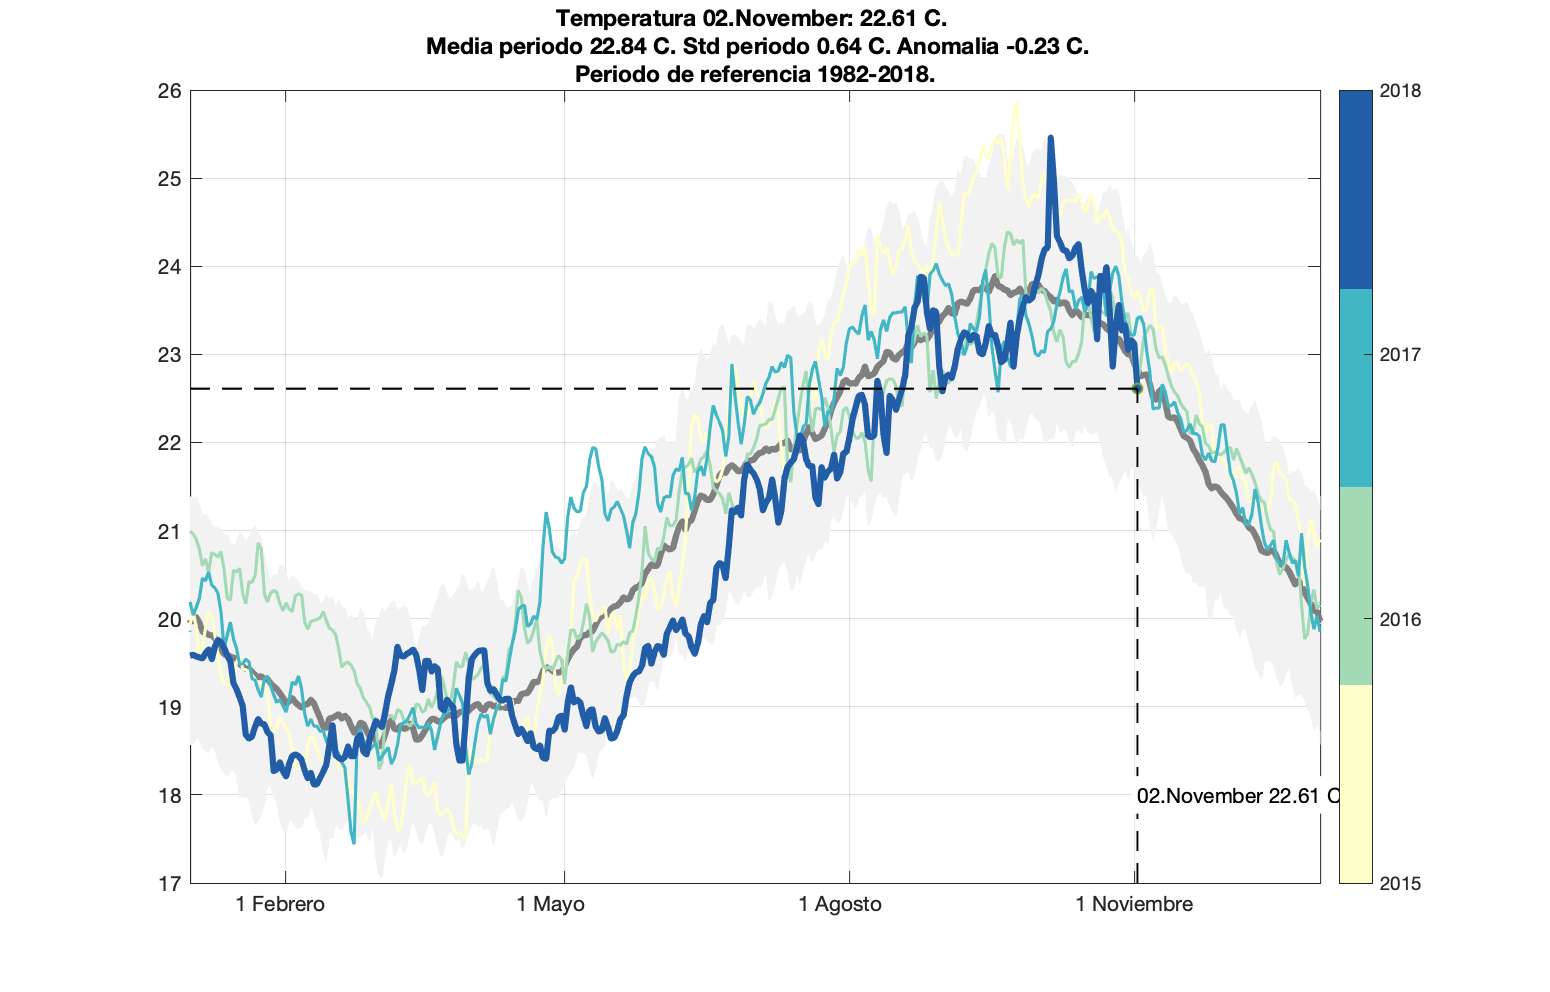 Temperatura 02.November: 22.61 C.
Media periodo 22.84 C. Std periodo 0.64 C. Anomalia -0.23 C.
Periodo de referencia 1982-2018.
26
25
24
23
22
21
20
19
18
17
1 Febrero
1 Mayo
1 Agosto
1 Noviembre
02.November 22.61 C
2018
2017
2016
2015